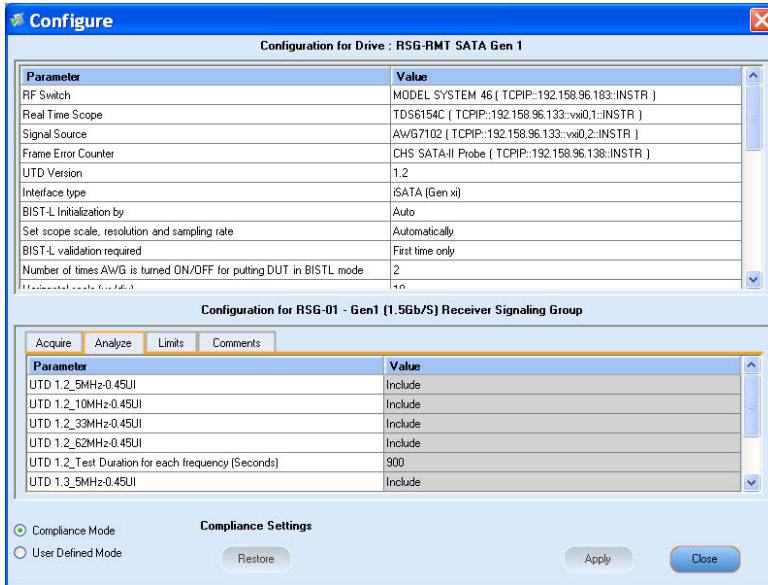 Configure
Configuration for Drive : RSG-RMT SATA Gen 1
Parameter Value
RF Switch MODEL SYSTEM 46 ( TCPIP::192.158.96.183::INSTR )
Real Time Scope TDS6154C ( TCPIP::192.158.96.133::vxi0,1::INSTR )
Signal Source AWG7102 ( TCPIP::192.158.96.133::vxi0,2::INSTR )
Frame Error Counter CHS SATA-II Probe ( TCPIP::192.158.96.138::INSTR )
UTD Version 1.2
Interface type iSATA (Gen xi)
BIST-L Initialization by Auto
Set scope scale, resolution and sampling rate Automatically
BIST-L validation required First time only
Number of times AWG is turned ON/OFF for putting DUT in BISTL mode 2
Configuration for RSG-01 - Gen1 (1.5Gb/S) Receiver Signaling Group
Acquire Analyze Limits Comments
Parameter Value
UTD 1.2_5MHz-0.45UI Include
UTD 1.2_10MHz-0.45UI Include
UTD 1.2_33MHz-0.45UI Include
UTD 1.2_62MHz-0.45UI Include
UTD 1.2_Test Duration for each frequency (Seconds) 900
UTD 1.3_5MHz-0.45UI Include
Compliance Mode Compliance Settings
User Defined Mode Restore Apply Close